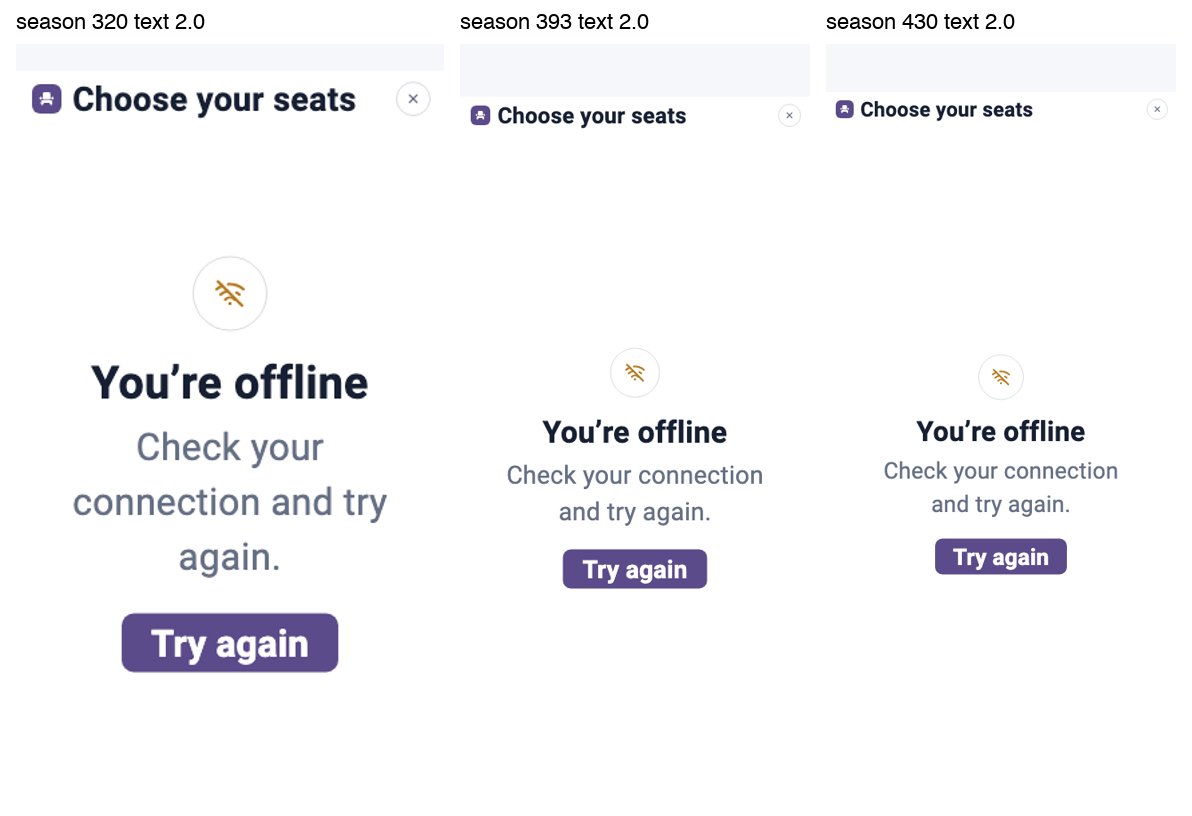 season 320 text 2.0
Choose your seats
You’re offline
Check your
connection and try
again.
Try again
season 393 text 2.0
Choose your seats
You’re offline
Check your connection
and try again.
Try again
season 430 text 2.0
Choose your seats
You’re offline
Check your connection
and try again.
Try again